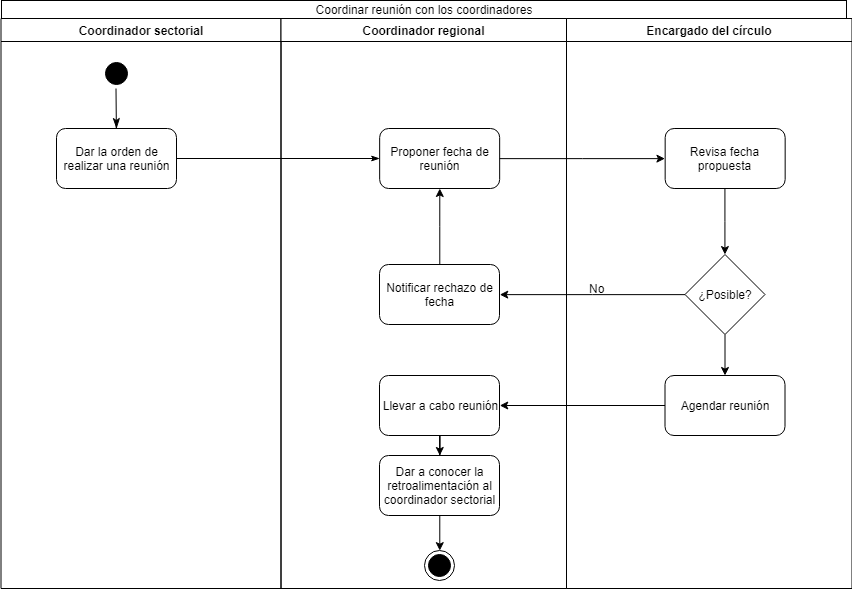 Coordinar reunión con los coordinadores
Coordinador sectorial
Coordinador regional
Encargado del círculo
Dar la orden de
realizar una reunión
Proponer fecha de
reunión
Revisa fecha
propuesta
Notificar rechazo de
fecha
No
¿Posible?
Llevar a cabo reunión
Agendar reunión
Dar a conocer la
retroalimentación al
coordinador sectorial